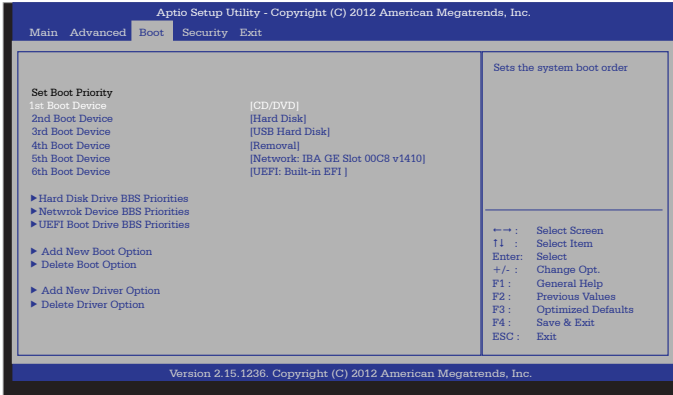 Aptio Setup Utility - Copyright (C) 2012 American Megatrends, Inc.
Main Advanced Boot Security Exit
Set Boot Priority
1st Boot Device [CD/DVD]
2nd Boot Device [Hard Disk]
3rd Boot Device [USB Hard Disk]
4th Boot Device [Removal]
5th Boot Device [Network: IBA GE Slot 00C8 v1410]
6th Boot Device [UEFI: Built-in EFI ]
►Hard Disk Drive BBS Priorities
►Netwrok Device BBS Priorities
►UEFI Boot Drive BBS Priorities
► Add New Boot Option
► Delete Boot Option
► Add New Driver Option
► Delete Driver Option
Sets the system boot order
←→ : Select Screen
↑↓ : Select Item
Enter: Select
+/- : Change Opt.
F1 : General Help
F2 : Previous Values
F3 : Optimized Defaults
F4 : Save & Exit
ESC : Exit
Version 2.15.1236. Copyright (C) 2012 American Megatrends, Inc.